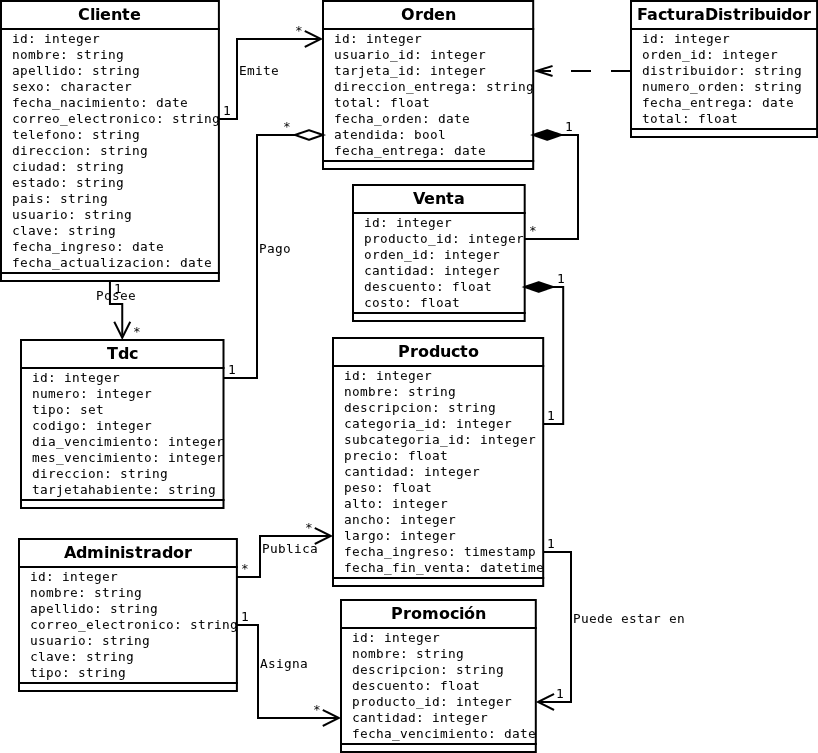 Cliente
id: integer
nombre: string
apellido: string
sexo: character
fecha_nacimiento: date
correo_electronico: string
telefono: string
direccion: string
ciudad: string
estado: string
pais: string
usuario: string
clave: string
fecha_ingreso: date
fecha_actualizacion: date
1
Emite
*
Orden
id: integer
usuario_id: integer
tarjeta_id: integer
direccion_entrega: string
total: float
fecha_orden: date
atendida: bool
fecha_entrega: date
FacturaDistribuidor
id: integer
orden_id: integer
distribuidor: string
numero_orden: string
fecha_entrega: date
total: float
*
Pago
1
1
*
Venta
id: integer
producto_id: integer
orden_id: integer
cantidad: integer
descuento: float
costo: float
1
1
1
Posee
*
Tdc
id: integer
numero: integer
tipo: set
codigo: integer
dia_vencimiento: integer
mes_vencimiento: integer
direccion: string
tarjetahabiente: string
Producto
id: integer
nombre: string
descripcion: string
categoria_id: integer
subcategoria_id: integer
precio: float
cantidad: integer
peso: float
alto: integer
ancho: integer
largo: integer
fecha_ingreso: timestamp
fecha_fin_venta: datetime
Administrador
id: integer
nombre: string
apellido: string
correo_electronico: string
usuario: string
clave: string
tipo: string
*
Publica
*
1
Asigna
*
1
Puede estar en
1
Promoción
id: integer
nombre: string
descripcion: string
descuento: float
producto_id: integer
cantidad: integer
fecha_vencimiento: date